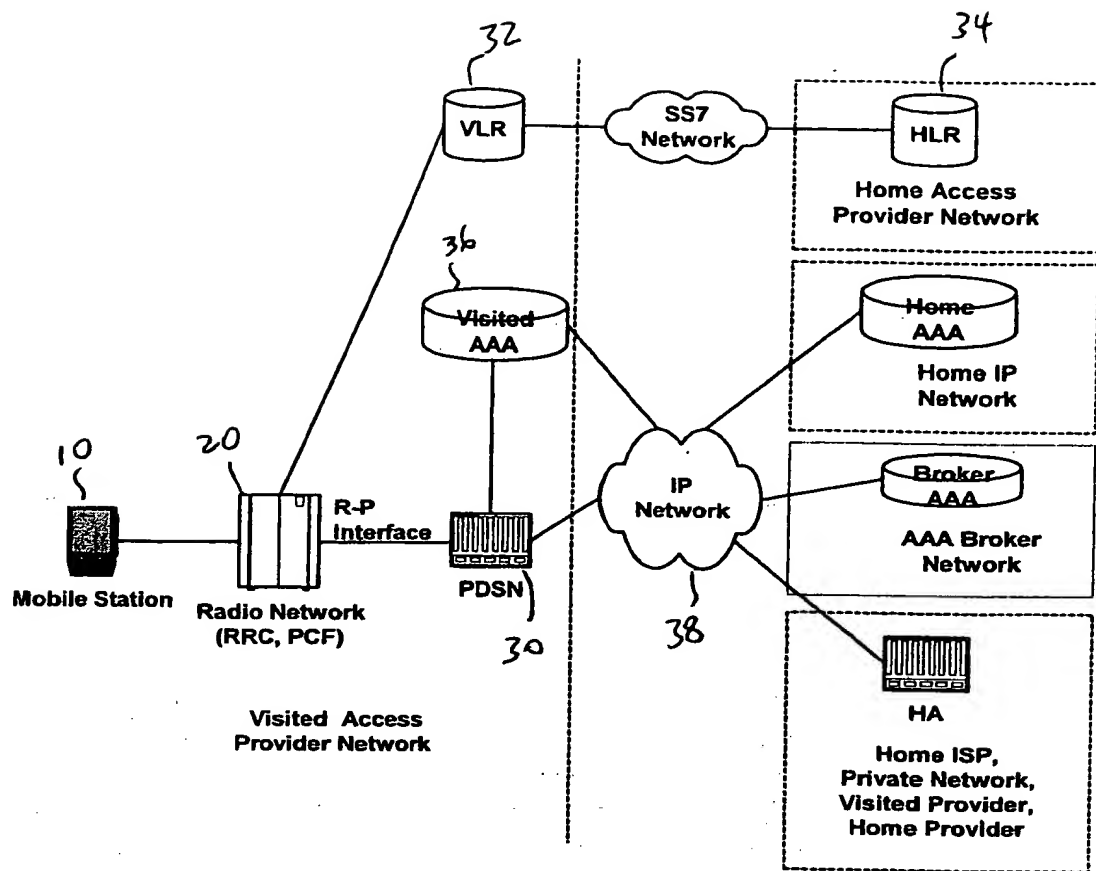 32
34
VLR
SS7
Network
HLR
Home Access
Provider Network
36
Visited
AAA
Home
AAA
Home IP
Network
10
20
R-P
Interface
IP
Network
Broker
AAA
AAA Broker
Network
Mobile Station
Radio Network
(RRC, PCF)
PDSN
30
38
HA
Visited Access
Provider Network
Home ISP,
Private Network,
Visited Provider,
Home Provider